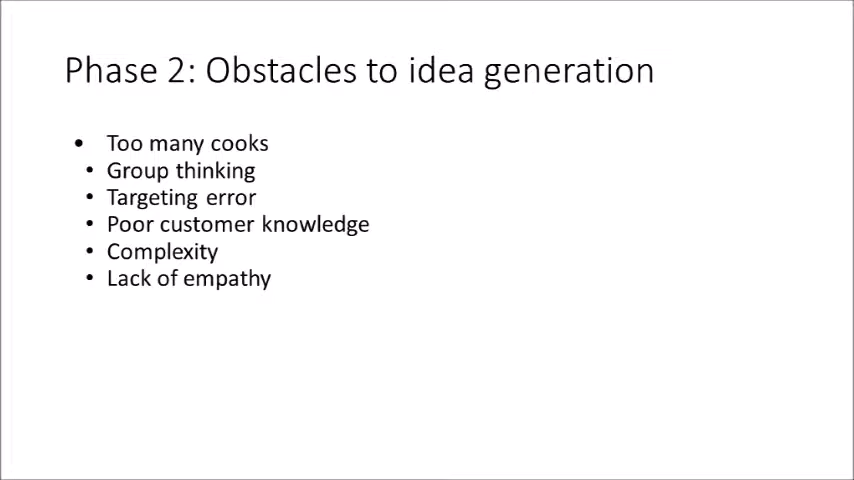 Phase 2: Obstacles to idea generation
• Too many cooks
• Group thinking
• Targeting error
• Poor customer knowledge
• Complexity
• Lack of empathy